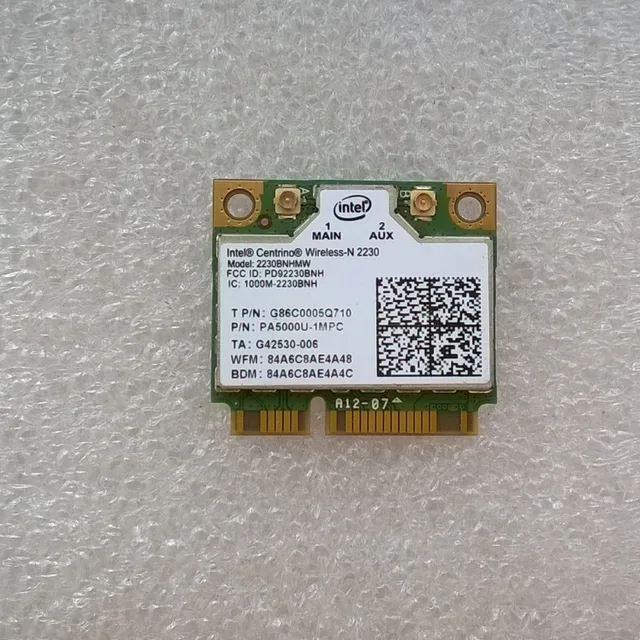 intel
1 2
MAIN AUX
Intel® Centrino® Wireless-N 2230
Model: 2230BNHMW
FCC ID: PD92230BNH
IC: 1000M-2230BNH
T P/N: G86C0005Q710
P/N: PA5000U-1MPC
TA: G42530-006
WFM: 84A6C8AE4A48
BDM: 84A6C8AE4A4C
A12-07